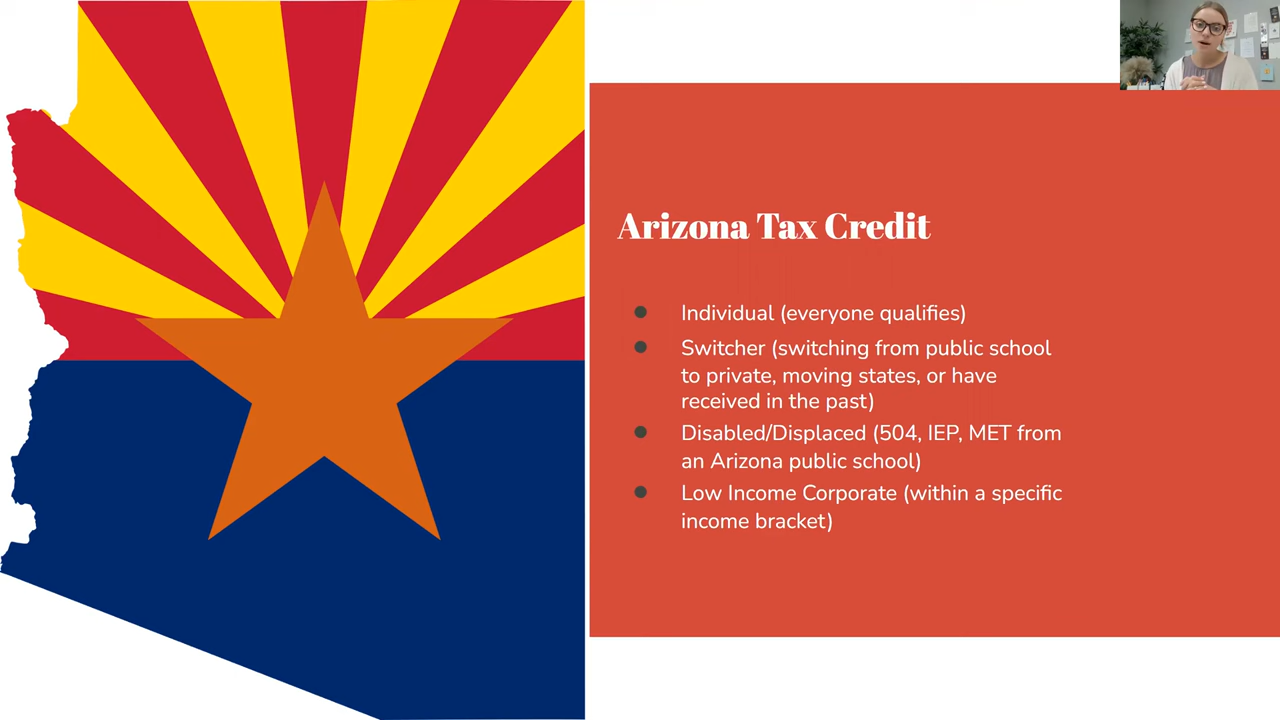 Arizona Tax Credit
● Individual (everyone qualifies)
● Switcher (switching from public school
to private, moving states, or have
received in the past)
● Disabled/Displaced (504, IEP, MET from
an Arizona public school)
● Low Income Corporate (within a specific
income bracket)